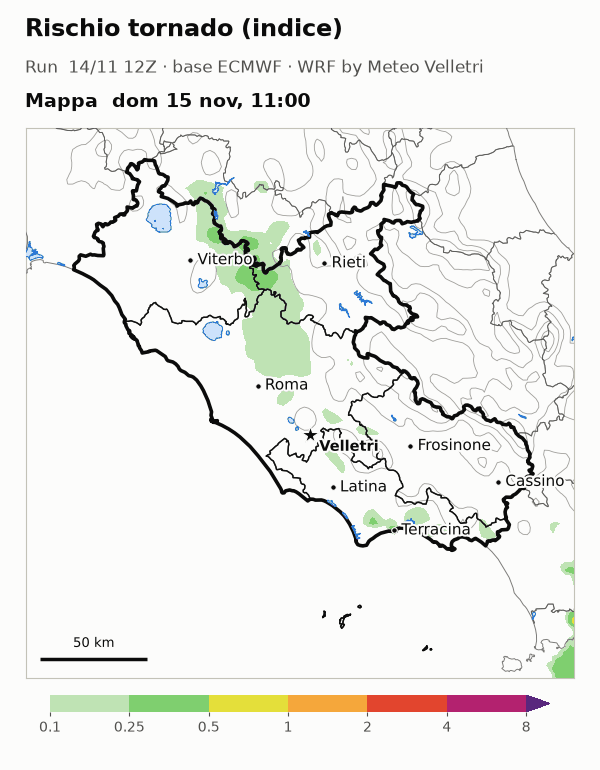 Rischio tornado (indice)
Run 14/11 12Z · base ECMWF · WRF by Meteo Velletri
Mappa dom 15 nov, 11:00
Viterbo
Rieti
Roma
Velletri
Frosinone
Cassino
Latina
Terracina
50 km
0.1 0.25 0.5 1 2 4 8